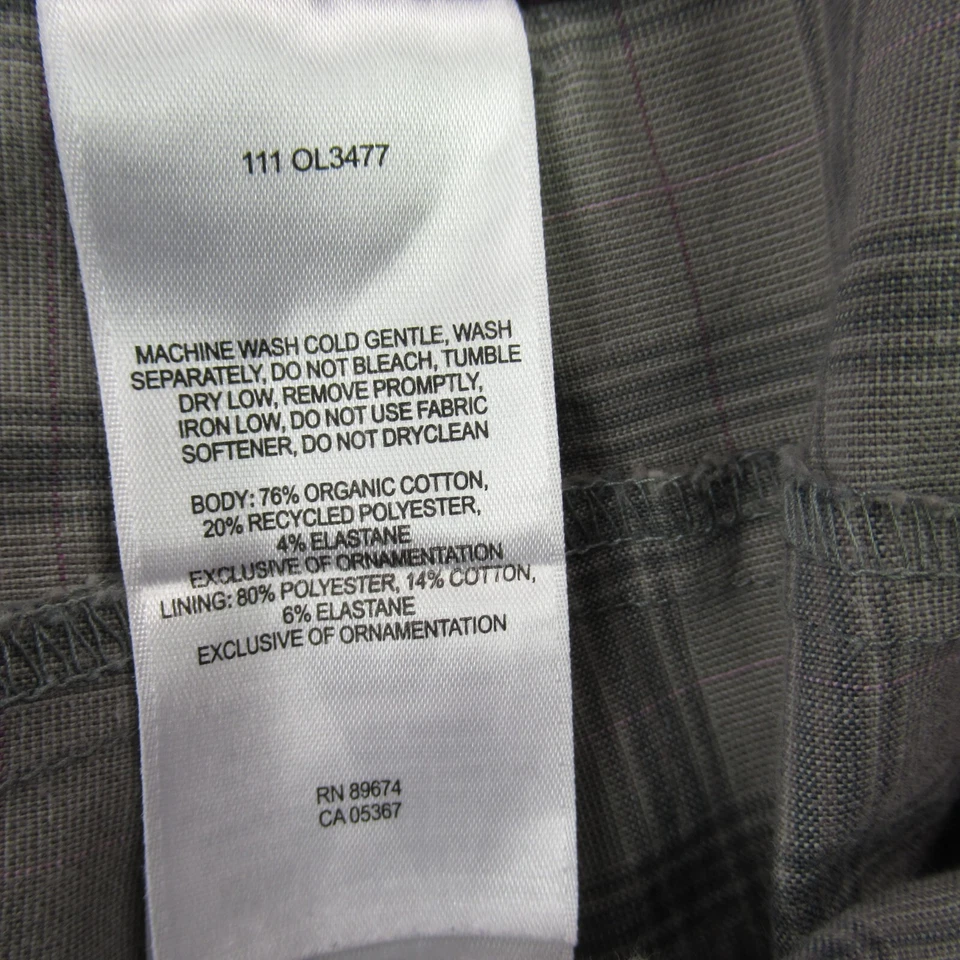 111 OL3477
MACHINE WASH COLD GENTLE, WASH
SEPARATELY, DO NOT BLEACH, TUMBLE
DRY LOW, REMOVE PROMPTLY,
IRON LOW, DO NOT USE FABRIC
SOFTENER, DO NOT DRYCLEAN
BODY: 76% ORGANIC COTTON,
20% RECYCLED POLYESTER,
4% ELASTANE
EXCLUSIVE OF ORNAMENTATION
LINING: 80% POLYESTER, 14% COTTON,
6% ELASTANE
EXCLUSIVE OF ORNAMENTATION
RN 89674
CA 05367